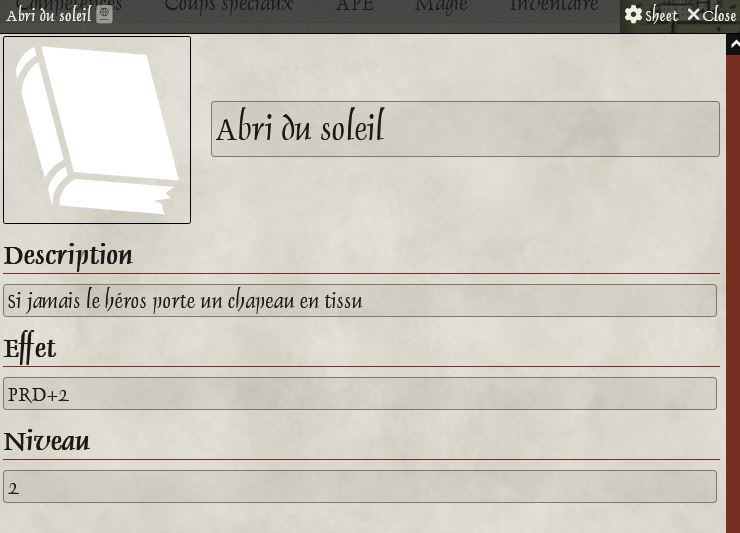 Compétences Coups spéciaux APE Magie Inventaire
Abri du soleil Sheet Close
Abri du soleil
Description
Si jamais le héros porte un chapeau en tissu
Effet
PRD+2
Niveau
2